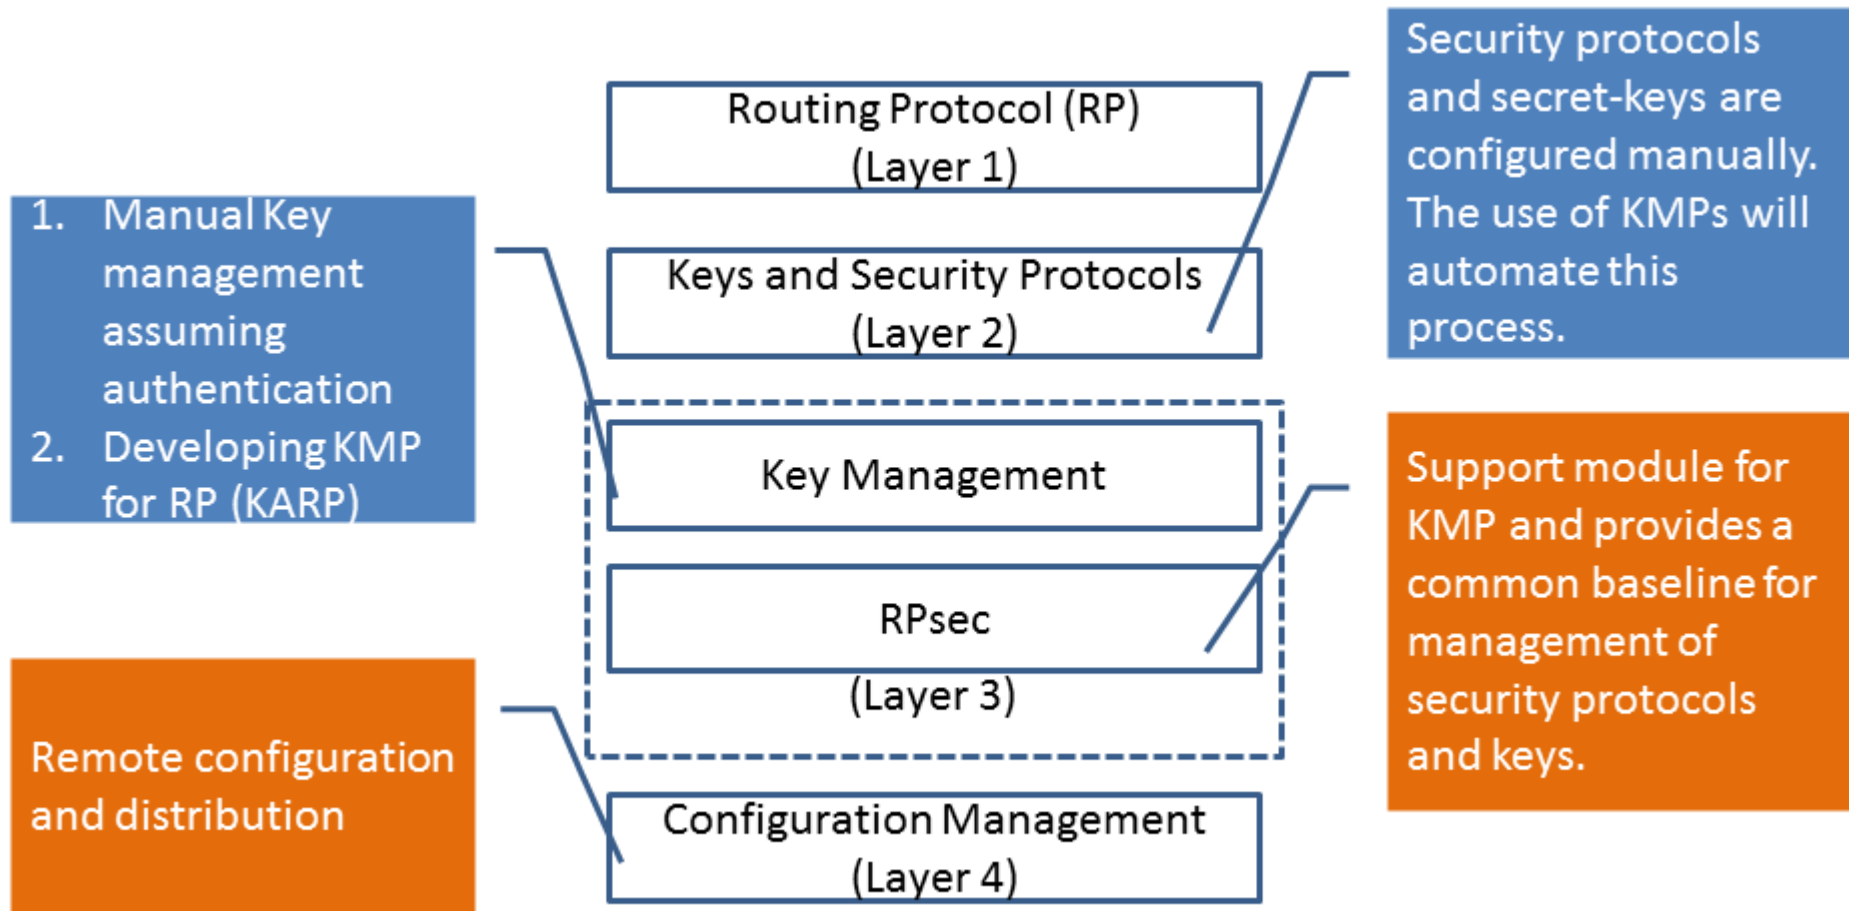 Routing Protocol (RP)
(Layer 1)
Keys and Security Protocols
(Layer 2)
Key Management
RPsec
(Layer 3)
Configuration Management
(Layer 4)
1. Manual Key
management
assuming
authentication
2. Developing KMP
for RP (KARP)
Remote configuration
and distribution
Security protocols
and secret-keys are
configured manually.
The use of KMPs will
automate this
process.
Support module for
KMP and provides a
common baseline for
management of
security protocols
and keys.